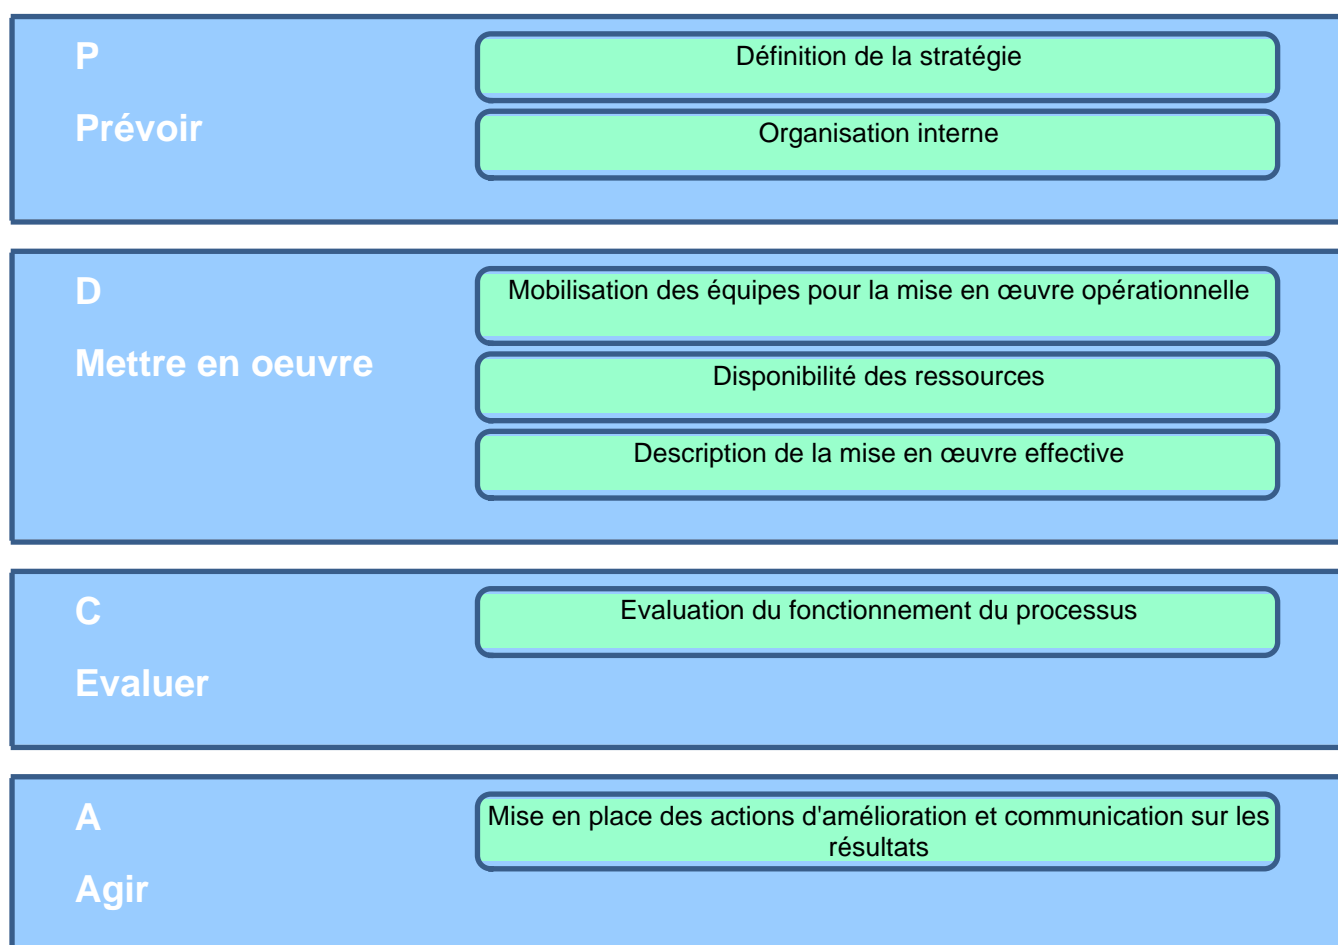 P
Définition de la stratégie
Prévoir
Organisation interne
D
Mobilisation des équipes pour la mise en œuvre opérationnelle
Mettre en oeuvre
Disponibilité des ressources
Description de la mise en œuvre effective
C
Evaluation du fonctionnement du processus
Evaluer
A
Mise en place des actions d'amélioration et communication sur les
résultats
Agir